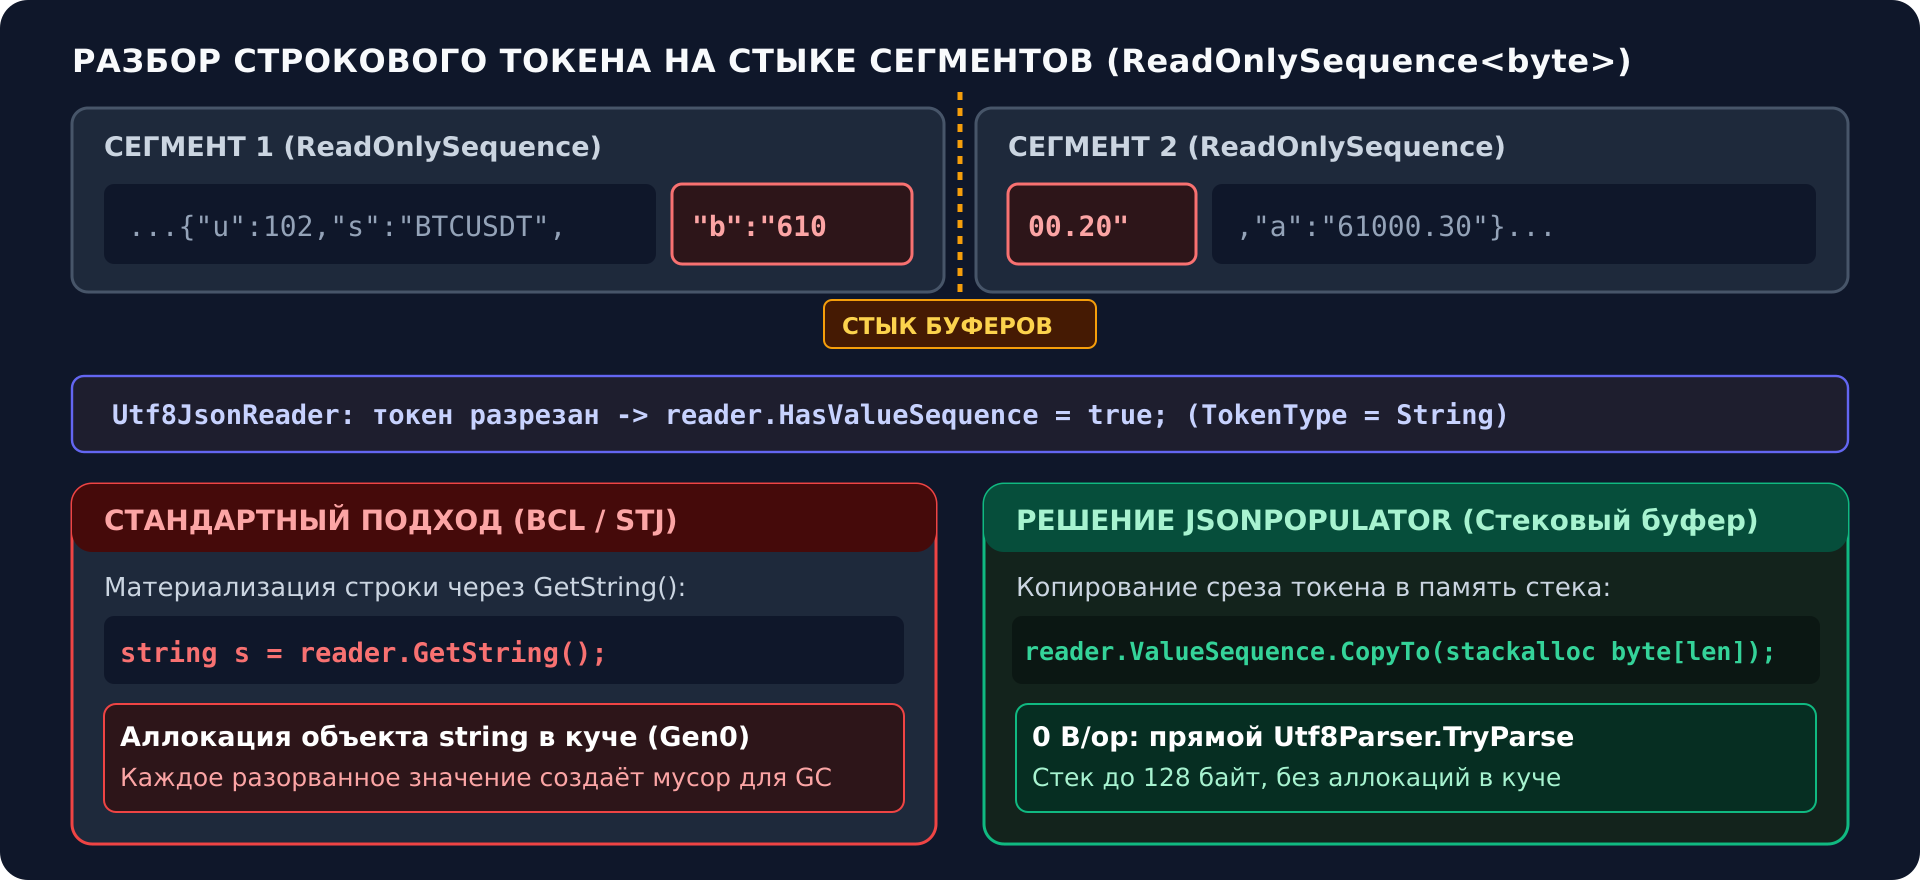 РАЗБОР СТРОКОВОГО ТОКЕНА НА СТЫКЕ СЕГМЕНТОВ (ReadOnlySequence<byte>)
СЕГМЕНТ 1 (ReadOnlySequence)
...{"u":102,"s":"BTCUSDT",
"b":"610
СЕГМЕНТ 2 (ReadOnlySequence)
00.20"
,"a":"61000.30"}...
СТЫК БУФЕРОВ
Utf8JsonReader: токен разрезан -> reader.HasValueSequence = true; (TokenType = String)
СТАНДАРТНЫЙ ПОДХОД (BCL / STJ)
Материализация строки через GetString():
string s = reader.GetString();
Аллокация объекта string в куче (Gen0)
Каждое разорванное значение создаёт мусор для GC
РЕШЕНИЕ JSONPOPULATOR (Стековый буфер)
Копирование среза токена в память стека:
reader.ValueSequence.CopyTo(stackalloc byte[len]);
0 B/op: прямой Utf8Parser.TryParse
Стек до 128 байт, без аллокаций в куче